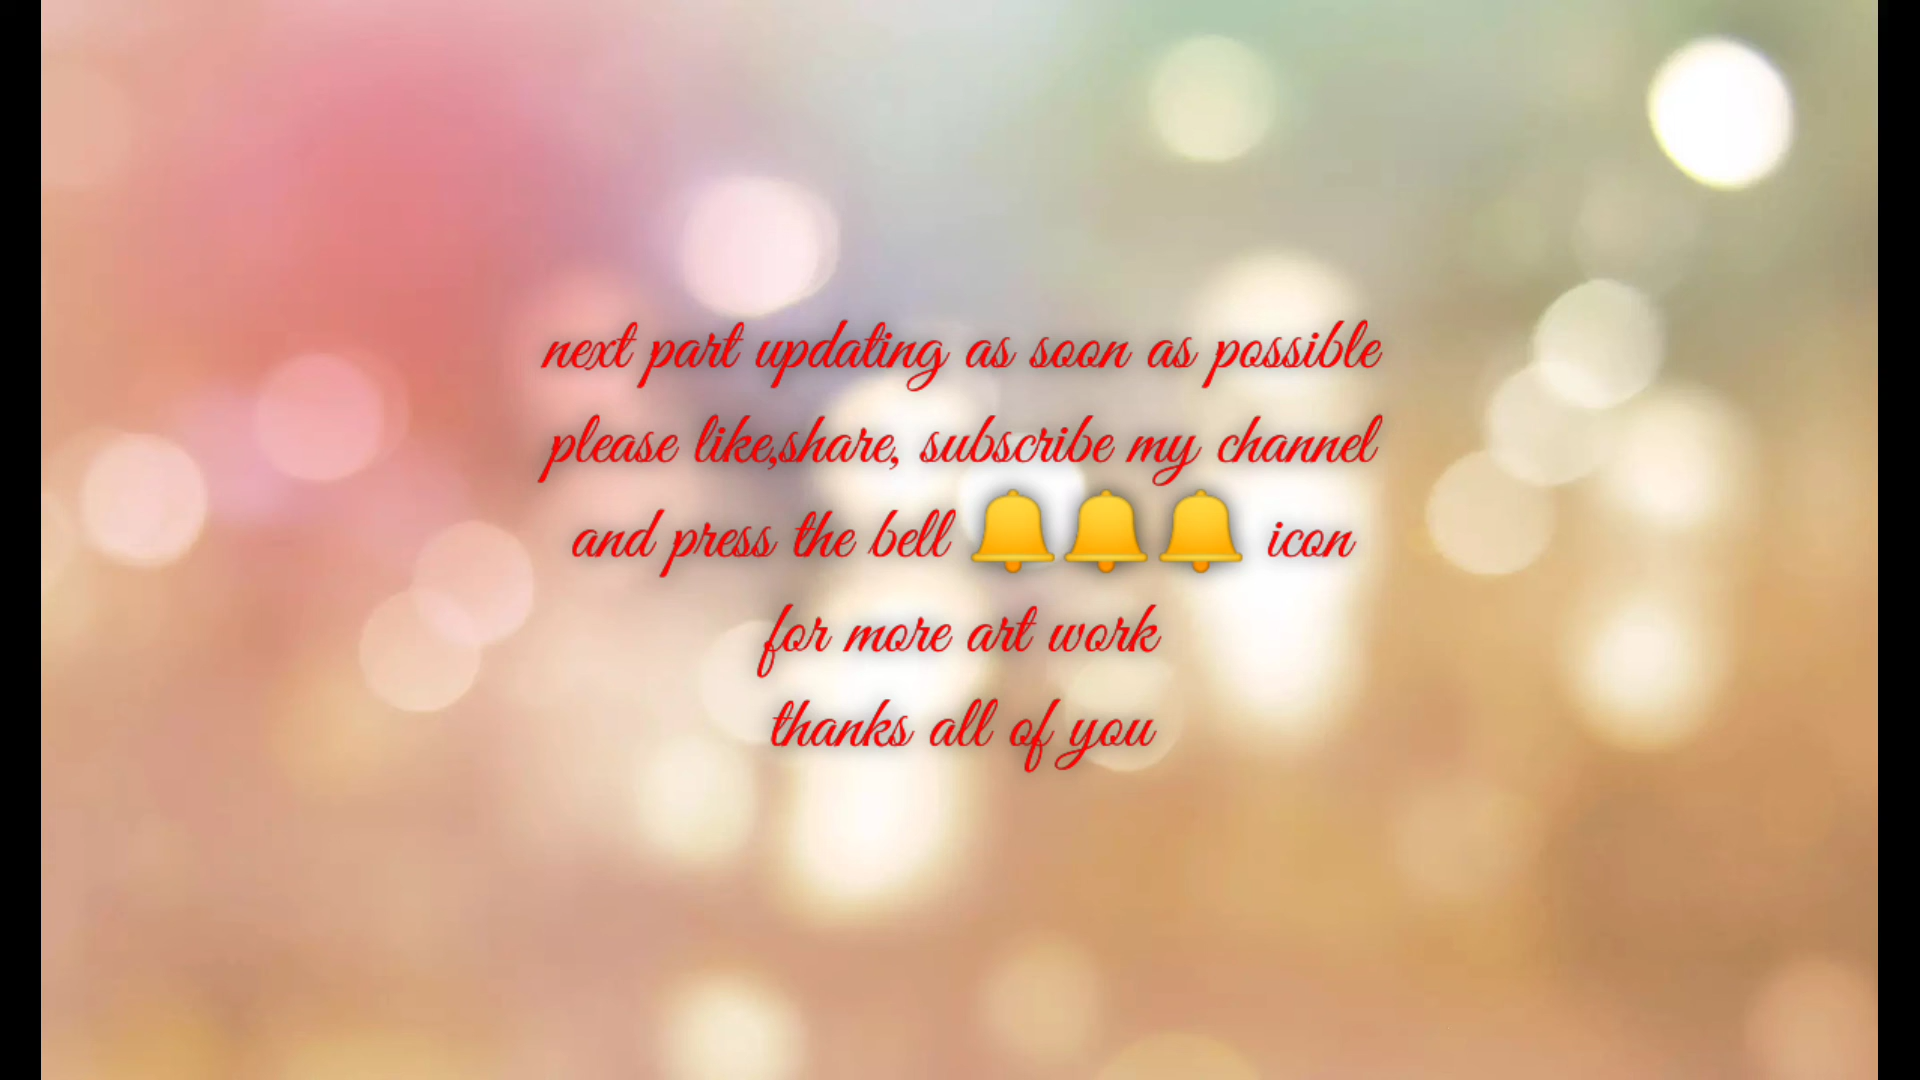 next part updating as soon as possible
please like,share, subscribe my channel
and press the bell 🔔🔔🔔 icon
for more art work
thanks all of you